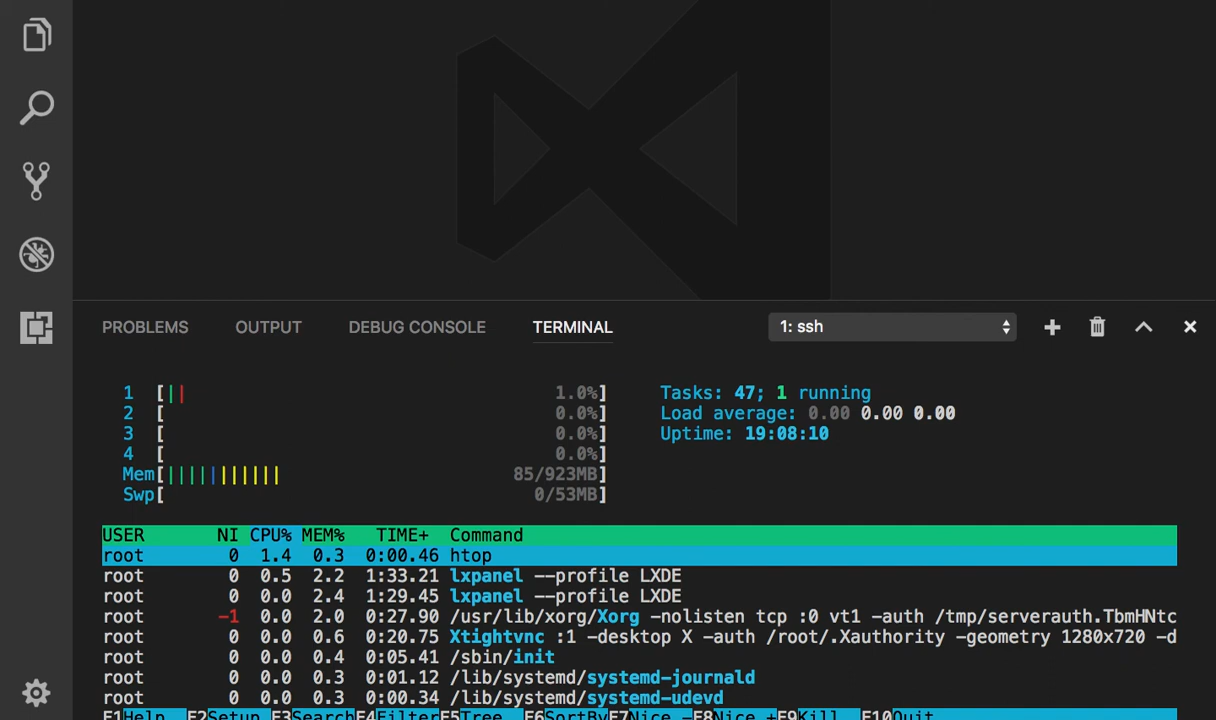 PROBLEMS OUTPUT DEBUG CONSOLE TERMINAL 1: ssh
1 [|| 1.0%] Tasks: 47; 1 running
2 [ 0.0%] Load average: 0.00 0.00 0.00
3 [ 0.0%] Uptime: 19:08:10
4 [ 0.0%]
Mem[||||||||||| 85/923MB]
Swp[ 0/53MB]
USER NI CPU% MEM% TIME+ Command
root 0 1.4 0.3 0:00.46 htop
root 0 0.5 2.2 1:33.21 lxpanel --profile LXDE
root 0 0.0 2.4 1:29.45 lxpanel --profile LXDE
root -1 0.0 2.0 0:27.90 /usr/lib/xorg/Xorg -nolisten tcp :0 vt1 -auth /tmp/serverauth.TbmHNtc
root 0 0.0 0.6 0:20.75 Xtightvnc :1 -desktop X -auth /root/.Xauthority -geometry 1280x720 -d
root 0 0.0 0.4 0:05.41 /sbin/init
root 0 0.0 0.3 0:01.12 /lib/systemd/systemd-journald
root 0 0.0 0.3 0:00.34 /lib/systemd/systemd-udevd
F1Help F2Setup F3SearchF4FilterF5Tree F6SortByF7Nice -F8Nice +F9Kill F10Quit